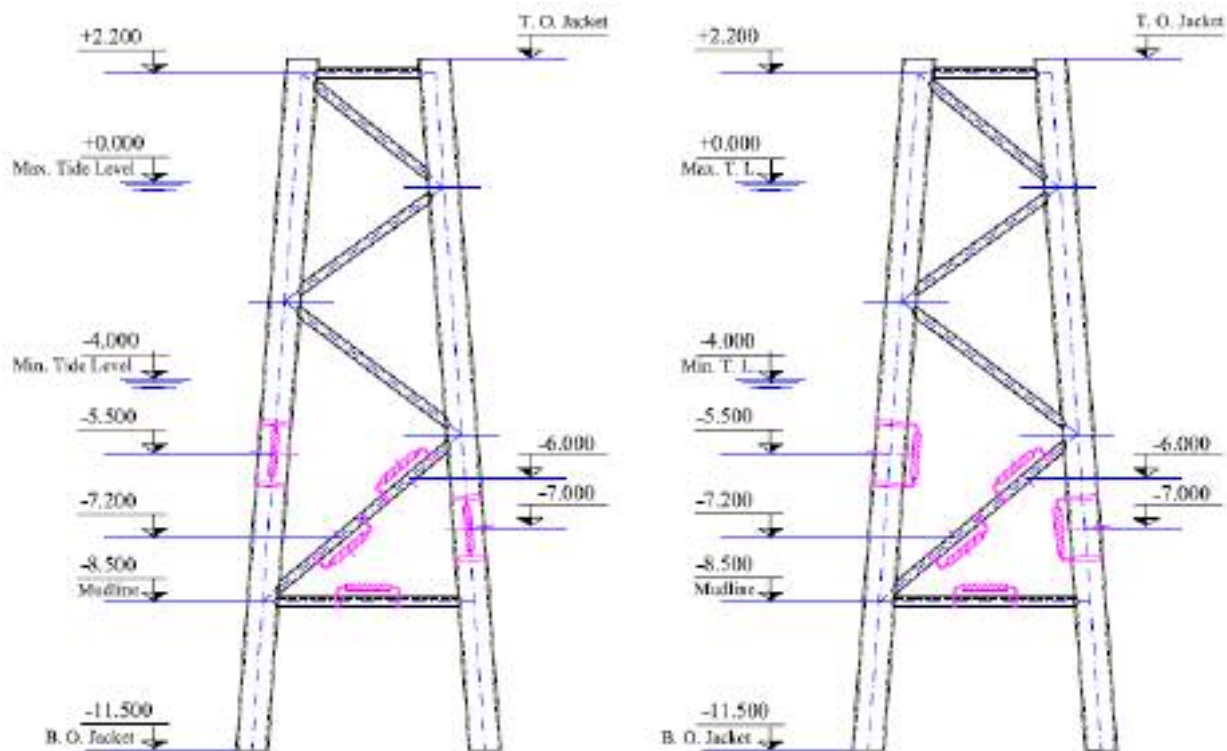 T. O. Jacket
+2.200
+0.000
Max. Tide Level
-4.000
Min. Tide Level
-5.500
-6.000
-7.000
-7.200
-8.500
Mudline
-11.500
B. O. Jacket
T. O. Jacket
+2.200
+0.000
Max. T. L.
-4.000
Min. T. L.
-5.500
-6.000
-7.000
-7.200
-8.500
Mudline
-11.500
B. O. Jacket